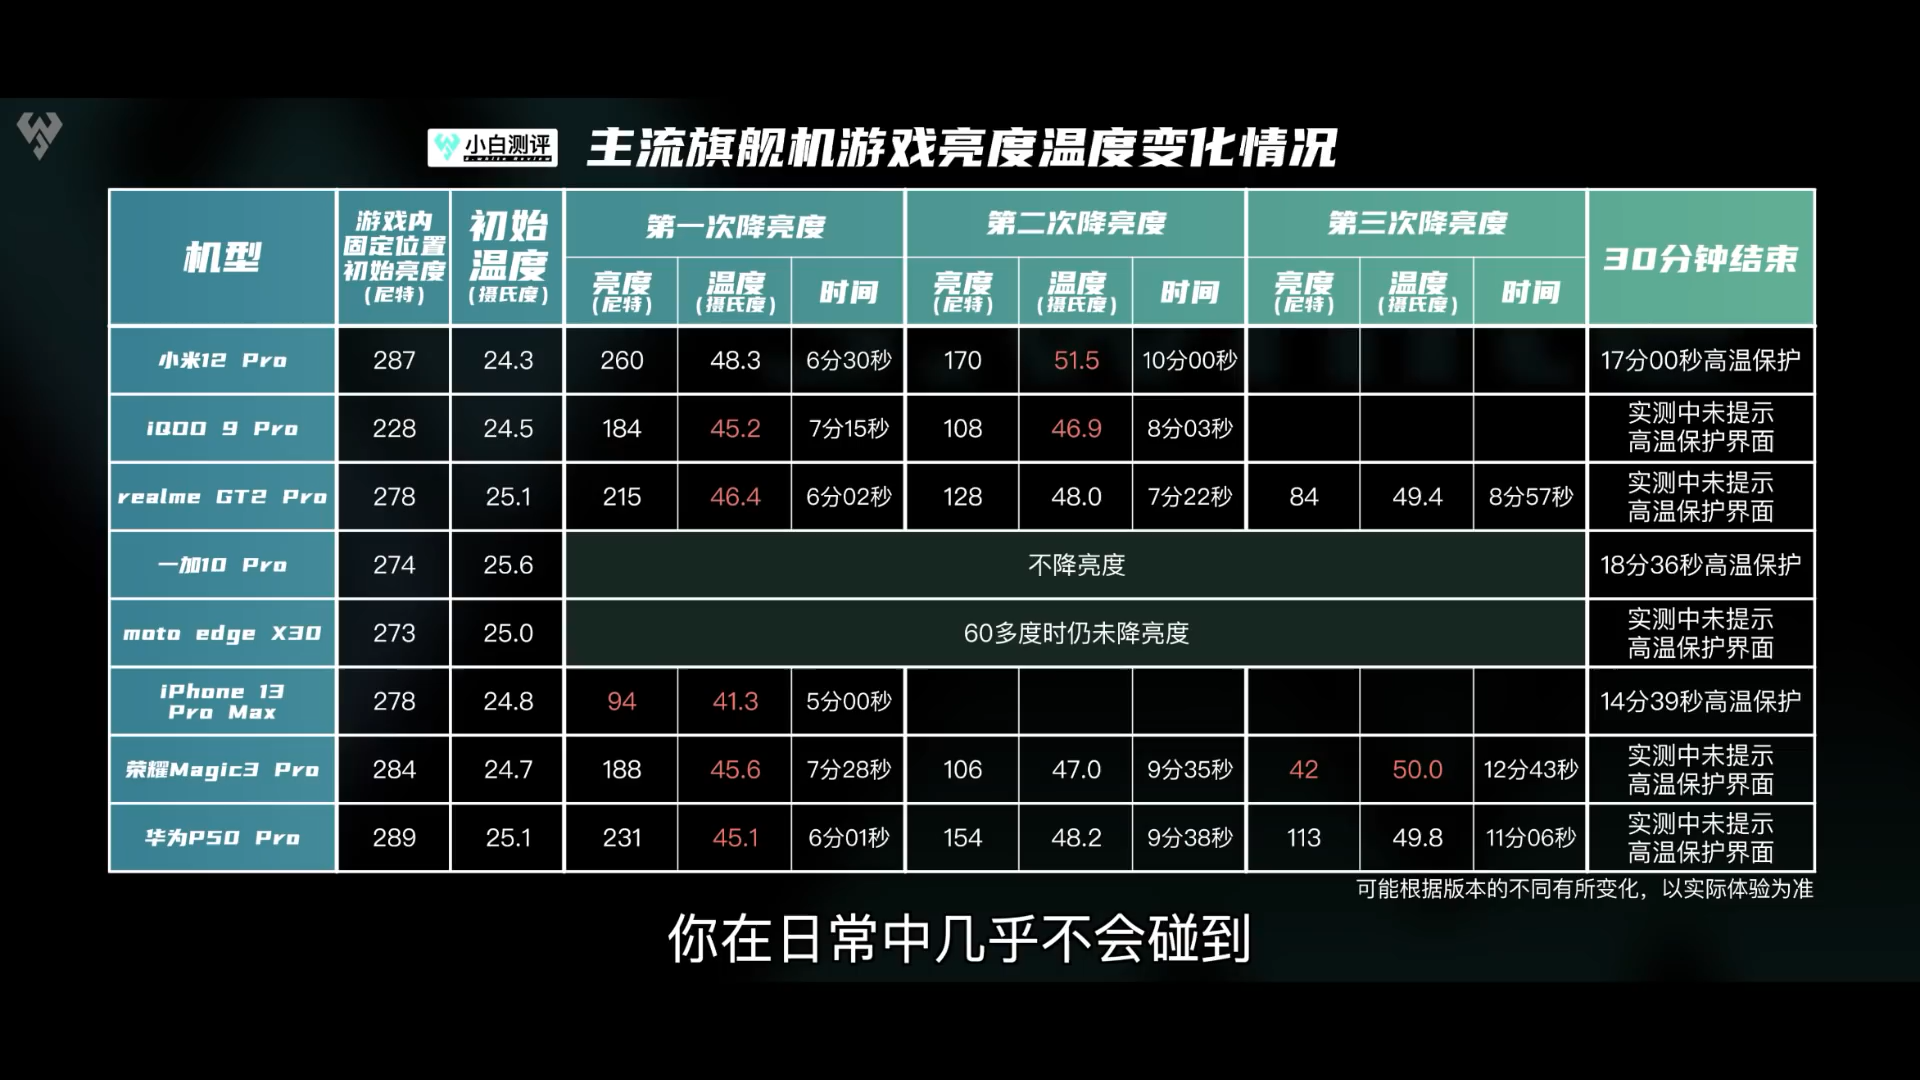 小白测评
主流旗舰机游戏亮度温度变化情况
机型
游戏内
固定位置
初始亮度
(尼特)
初始
温度
(摄氏度)
第一次降亮度
第二次降亮度
第三次降亮度
30分钟结束
亮度
(尼特)
温度
(摄氏度)
时间
亮度
(尼特)
温度
(摄氏度)
时间
亮度
(尼特)
温度
(摄氏度)
时间
小米12 Pro 287 24.3 260 48.3 6分30秒 170 51.5 10分00秒 17分00秒高温保护
iQOO 9 Pro 228 24.5 184 45.2 7分15秒 108 46.9 8分03秒 实测中未提示
高温保护界面
realme GT2 Pro 278 25.1 215 46.4 6分02秒 128 48.0 7分22秒 84 49.4 8分57秒 实测中未提示
高温保护界面
一加10 Pro 274 25.6 不降亮度 18分36秒高温保护
moto edge X30 273 25.0 60多度时仍未降亮度 实测中未提示
高温保护界面
iPhone 13
Pro Max 278 24.8 94 41.3 5分00秒 14分39秒高温保护
荣耀Magic3 Pro 284 24.7 188 45.6 7分28秒 106 47.0 9分35秒 42 50.0 12分43秒 实测中未提示
高温保护界面
华为P50 Pro 289 25.1 231 45.1 6分01秒 154 48.2 9分38秒 113 49.8 11分06秒 实测中未提示
高温保护界面
可能根据版本的不同有所变化，以实际体验为准
你在日常中几乎不会碰到